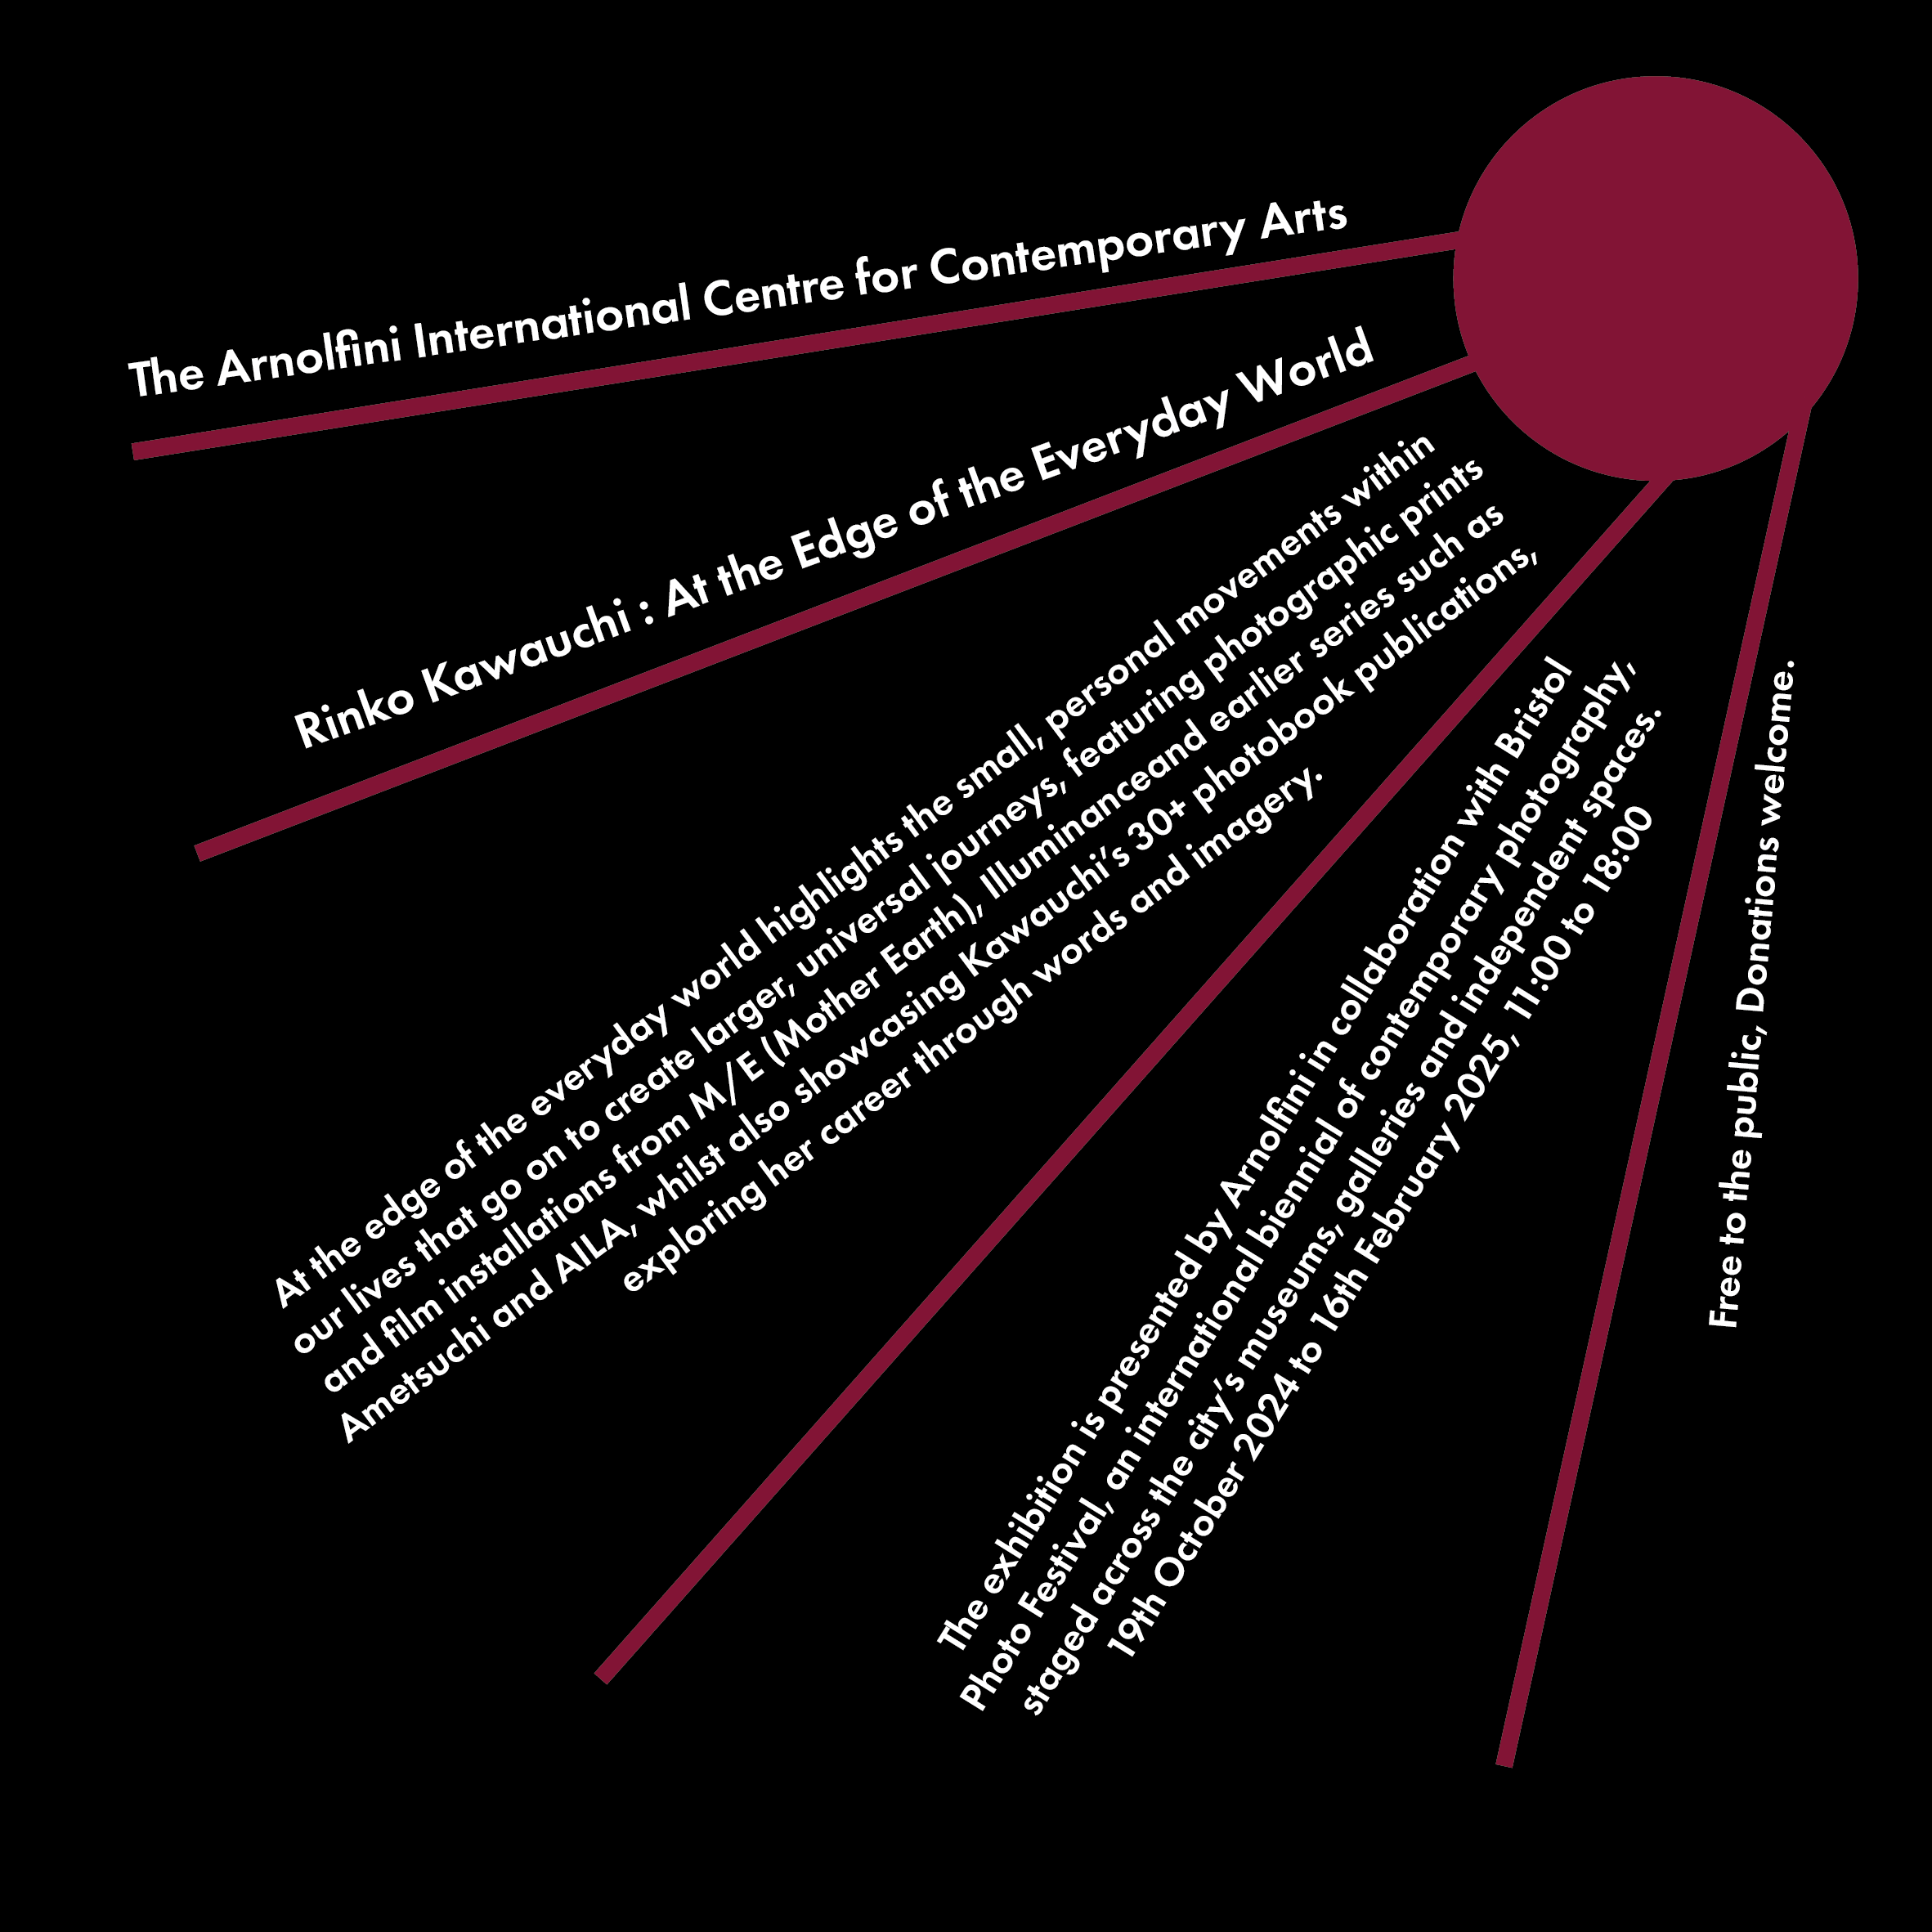 The Arnolfini International Centre for Contemporary Arts
Rinko Kawauchi : At the Edge of the Everyday World
At the edge of the everyday world highlights the small, personal movements within
our lives that go on to create larger, universal journeys, featuring photographic prints
and film installations from M/E (Mother Earth), Illuminanceand earlier series such as
Ametsuchi and AILA, whilst also showcasing Kawauchi’s 30+ photobook publications,
exploring her career through words and imagery.
The exhibition is presented by Arnolfini in collaboration with Bristol
Photo Festival, an international biennial of contemporary photography,
staged across the city’s museums, galleries and independent spaces.
19th October 2024 to 16th February 2025, 11:00 to 18:00
Free to the public, Donations welcome.